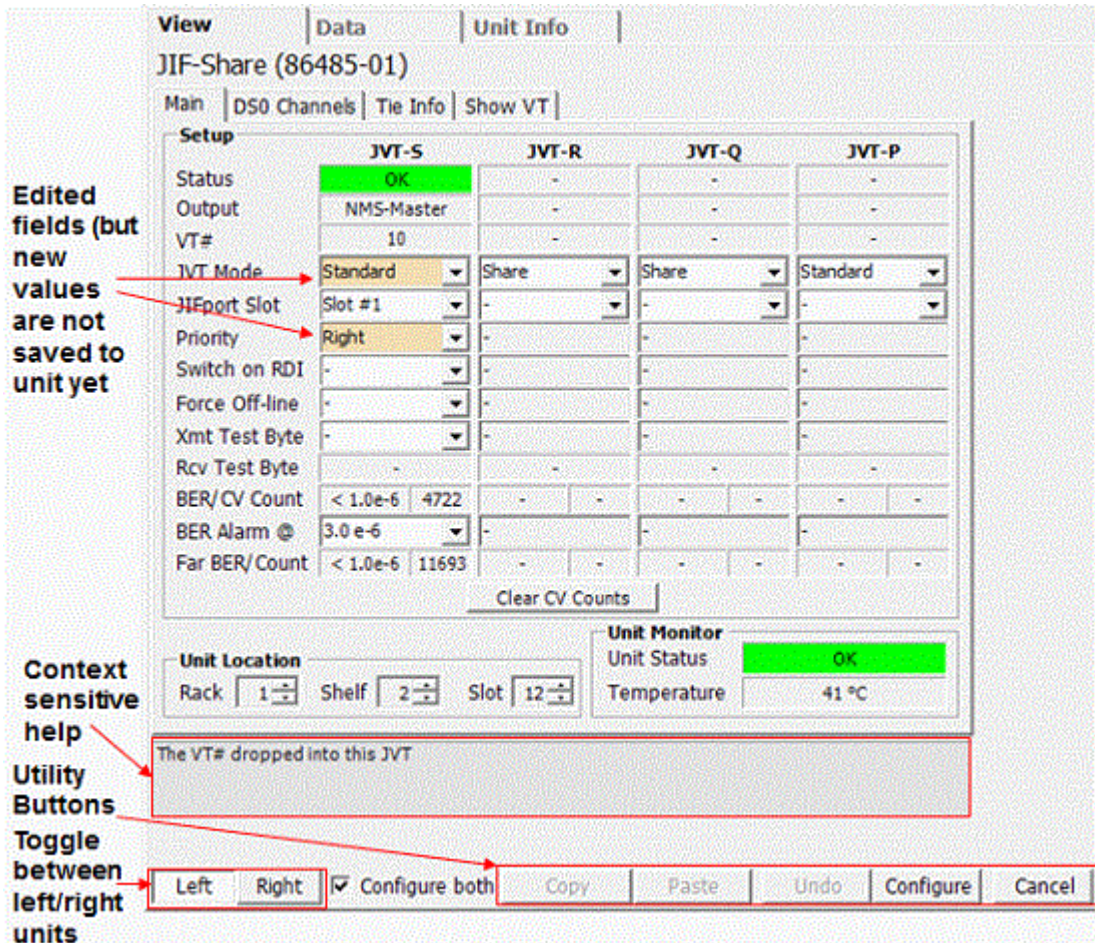 View Data Unit Info
JIF-Share (86485-01)
Main DS0 Channels Tie Info Show VT
Setup
JVT-S JVT-R JVT-Q JVT-P
Status OK - - -
Output NMS-Master - - -
VT# 10 - - -
JVT Mode Standard Share Share Standard
JIFport Slot Slot #1 - - -
Priority Right - - -
Switch on RDI - - - -
Force Off-line - - - -
Xmt Test Byte - - - -
Rcv Test Byte - - - -
BER/CV Count < 1.0e-6 4722 - - - - - -
BER Alarm @ 3.0 e-6 - - -
Far BER/Count < 1.0e-6 11693 - - - - - -
Clear CV Counts
Unit Location
Rack 1 Shelf 2 Slot 12
Unit Monitor
Unit Status OK
Temperature 41 ºC
The VT# dropped into this JVT
Left Right Configure both Copy Paste Undo Configure Cancel
Edited
fields (but
new
values
are not
saved to
unit yet
Context
sensitive
help
Utility
Buttons
Toggle
between
left/right
units